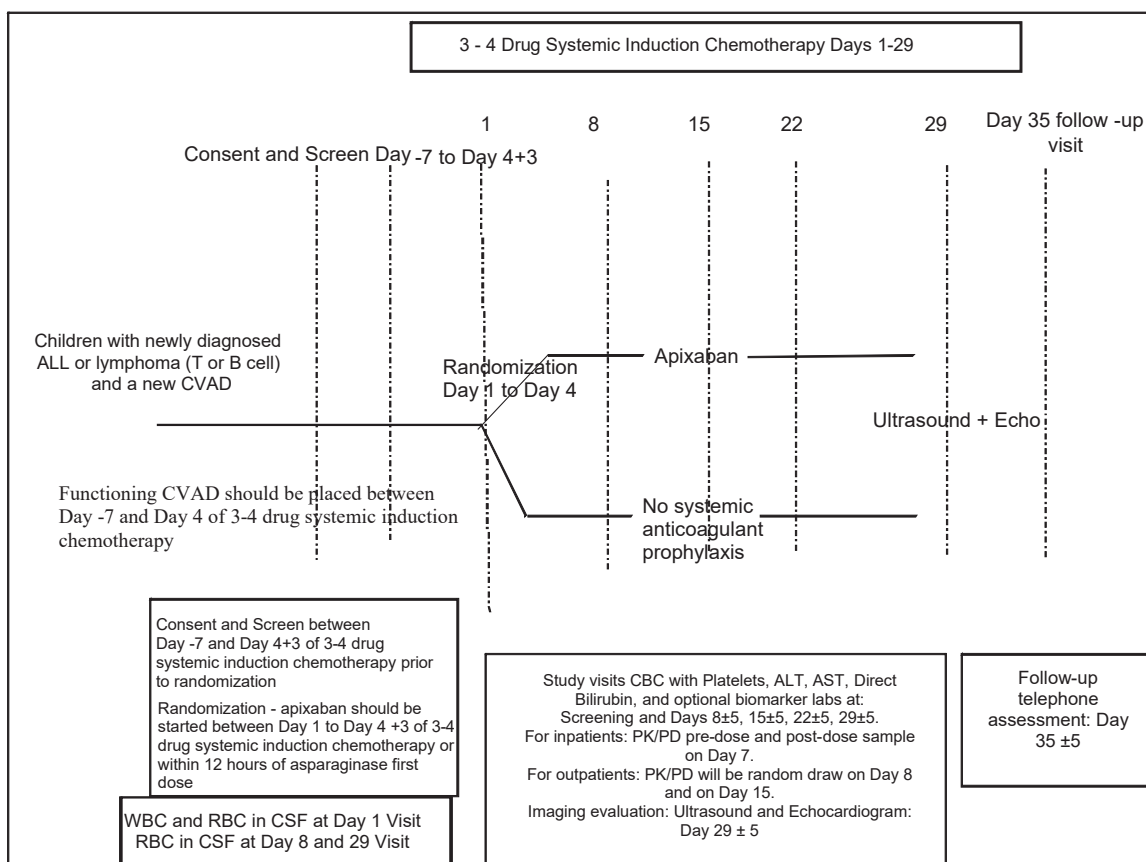 3 - 4 Drug Systemic Induction Chemotherapy Days 1-29
1 8 15 22 29 Day 35 follow -up
visit
Consent and Screen Day -7 to Day 4+3
Children with newly diagnosed
ALL or lymphoma (T or B cell)
and a new CVAD
Randomization
Day 1 to Day 4
Apixaban
Ultrasound + Echo
Functioning CVAD should be placed between
Day -7 and Day 4 of 3-4 drug systemic induction
chemotherapy
No systemic
anticoagulant
prophylaxis
Consent and Screen between
Day -7 and Day 4+3 of 3-4 drug
systemic induction chemotherapy prior
to randomization
Randomization - apixaban should be
started between Day 1 to Day 4 +3 of 3-4
drug systemic induction chemotherapy or
within 12 hours of asparaginase first
dose
WBC and RBC in CSF at Day 1 Visit
RBC in CSF at Day 8 and 29 Visit
Study visits CBC with Platelets, ALT, AST, Direct
Bilirubin, and optional biomarker labs at:
Screening and Days 8±5, 15±5, 22±5, 29±5.
For inpatients: PK/PD pre-dose and post-dose sample
on Day 7.
For outpatients: PK/PD will be random draw on Day 8
and on Day 15.
Imaging evaluation: Ultrasound and Echocardiogram:
Day 29 ± 5
Follow-up
telephone
assessment: Day
35 ±5